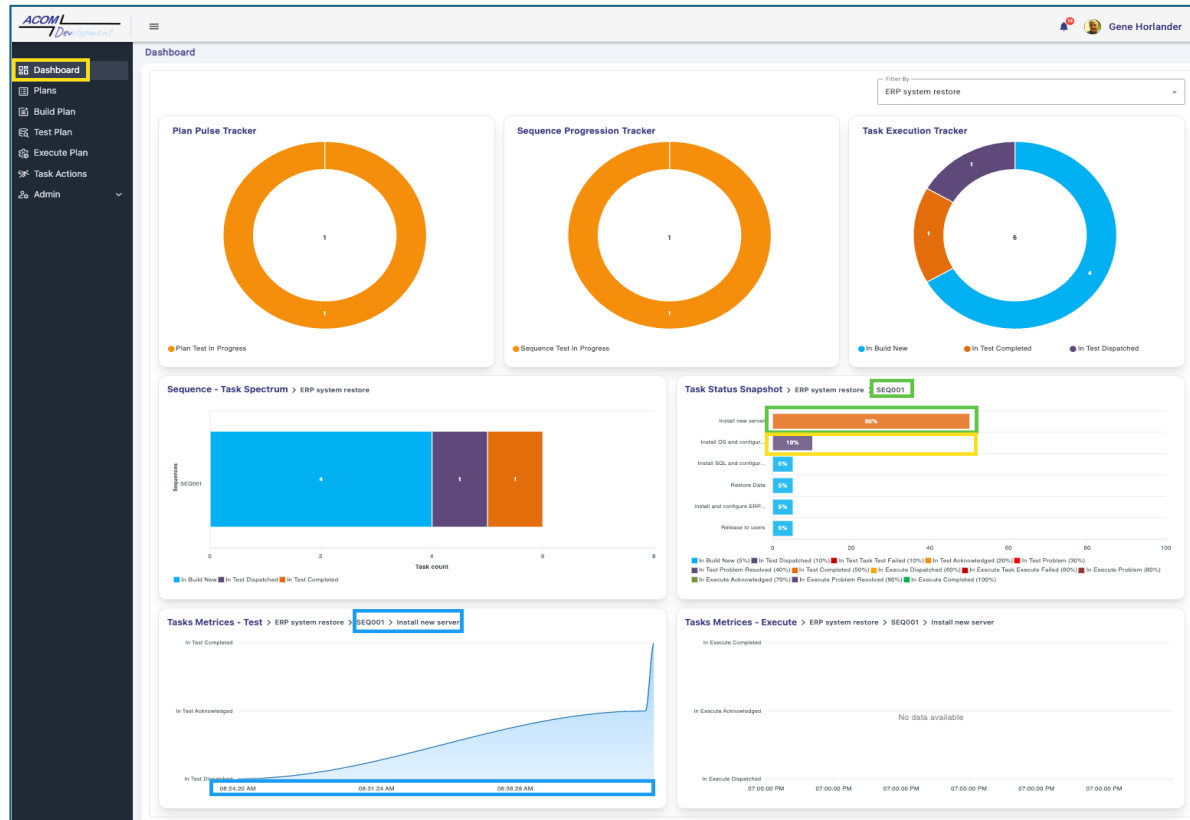 ACOM
Development
16
Gene Horlander
Dashboard
Dashboard
Plans
Build Plan
Test Plan
Execute Plan
Task Actions
Admin
Filter By
ERP system restore
Plan Pulse Tracker
1
1
Plan Test In Progress
Sequence Progression Tracker
1
1
Sequence Test In Progress
Task Execution Tracker
1
1
6
4
In Build New In Test Completed In Test Dispatched
Sequence - Task Spectrum > ERP system restore
Sequences
SEQ001
4 1 1
0 2 4 6 8
Task count
In Build New In Test Dispatched In Test Completed
Task Status Snapshot > ERP system restore > SEQ001
Install new server 50%
Install OS and configur... 10%
Install SQL and configur... 5%
Restore Data 5%
Install and configure ERP... 5%
Release to users 5%
0 20 40 60 80 100
In Build New (5%) In Test Dispatched (10%) In Test Task Test Failed (10%) In Test Acknowledged (20%) In Test Problem (30%)
In Test Problem Resolved (40%) In Test Completed (50%) In Execute Dispatched (60%) In Execute Task Execute Failed (60%) In Execute Problem (80%)
In Execute Acknowledged (70%) In Execute Problem Resolved (90%) In Execute Completed (100%)
Tasks Metrices - Test > ERP system restore > SEQ001 > Install new server
In Test Completed
In Test Acknowledged
In Test Dispatched
08:24:20 AM 08:31:24 AM 08:38:28 AM
Tasks Metrices - Execute > ERP system restore > SEQ001 > Install new server
In Execute Completed
In Execute Acknowledged
No data available
In Execute Dispatched
07:00:00 PM 07:00:00 PM 07:00:00 PM 07:00:00 PM 07:00:00 PM 07:00:00 PM